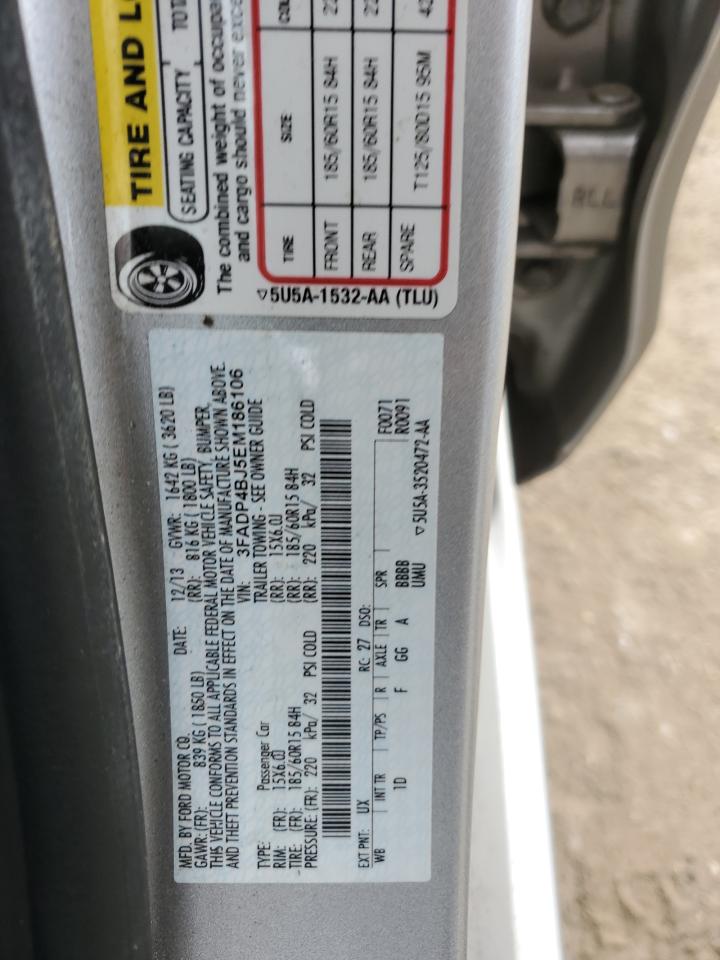 TIRE AND
SEATING CAPACITY
The combined weight of
and cargo should never
TIRE SIZE
FRONT 185/60R15 84H
REAR 185/60R15 84H
SPARE T125/80D15 95M
▽5U5A-1532-AA (TLU)
MFD. BY FORD MOTOR CO. DATE: 12/13 GVWR: 1642 KG ( 3620 LB)
GAWR: (FR): 839 KG ( 1850 LB) (RR): 816 KG ( 1800 LB)
THIS VEHICLE CONFORMS TO ALL APPLICABLE FEDERAL MOTOR VEHICLE SAFETY, BUMPER,
AND THEFT PREVENTION STANDARDS IN EFFECT ON THE DATE OF MANUFACTURE SHOWN ABOVE.
VIN: 3FADP4BJ5EM186106
TYPE: Passenger Car TRAILER TOWING - SEE OWNER GUIDE
RIM: (FR): 15X6.0J (RR): 15X6.0J
TIRE: (FR): 185/60R15 84H (RR): 185/60R15 84H
PRESSURE: (FR): 220 kPa/ 32 PSI COLD (RR): 220 kPa/ 32 PSI COLD
EXT PNT: UX RC: 27 DSO: F0071
R0091
WB INT TR TP/PS R AXLE TR SPR
1D F GG A BBBB
UMU
▽5U5A-3520472-AA
RLL